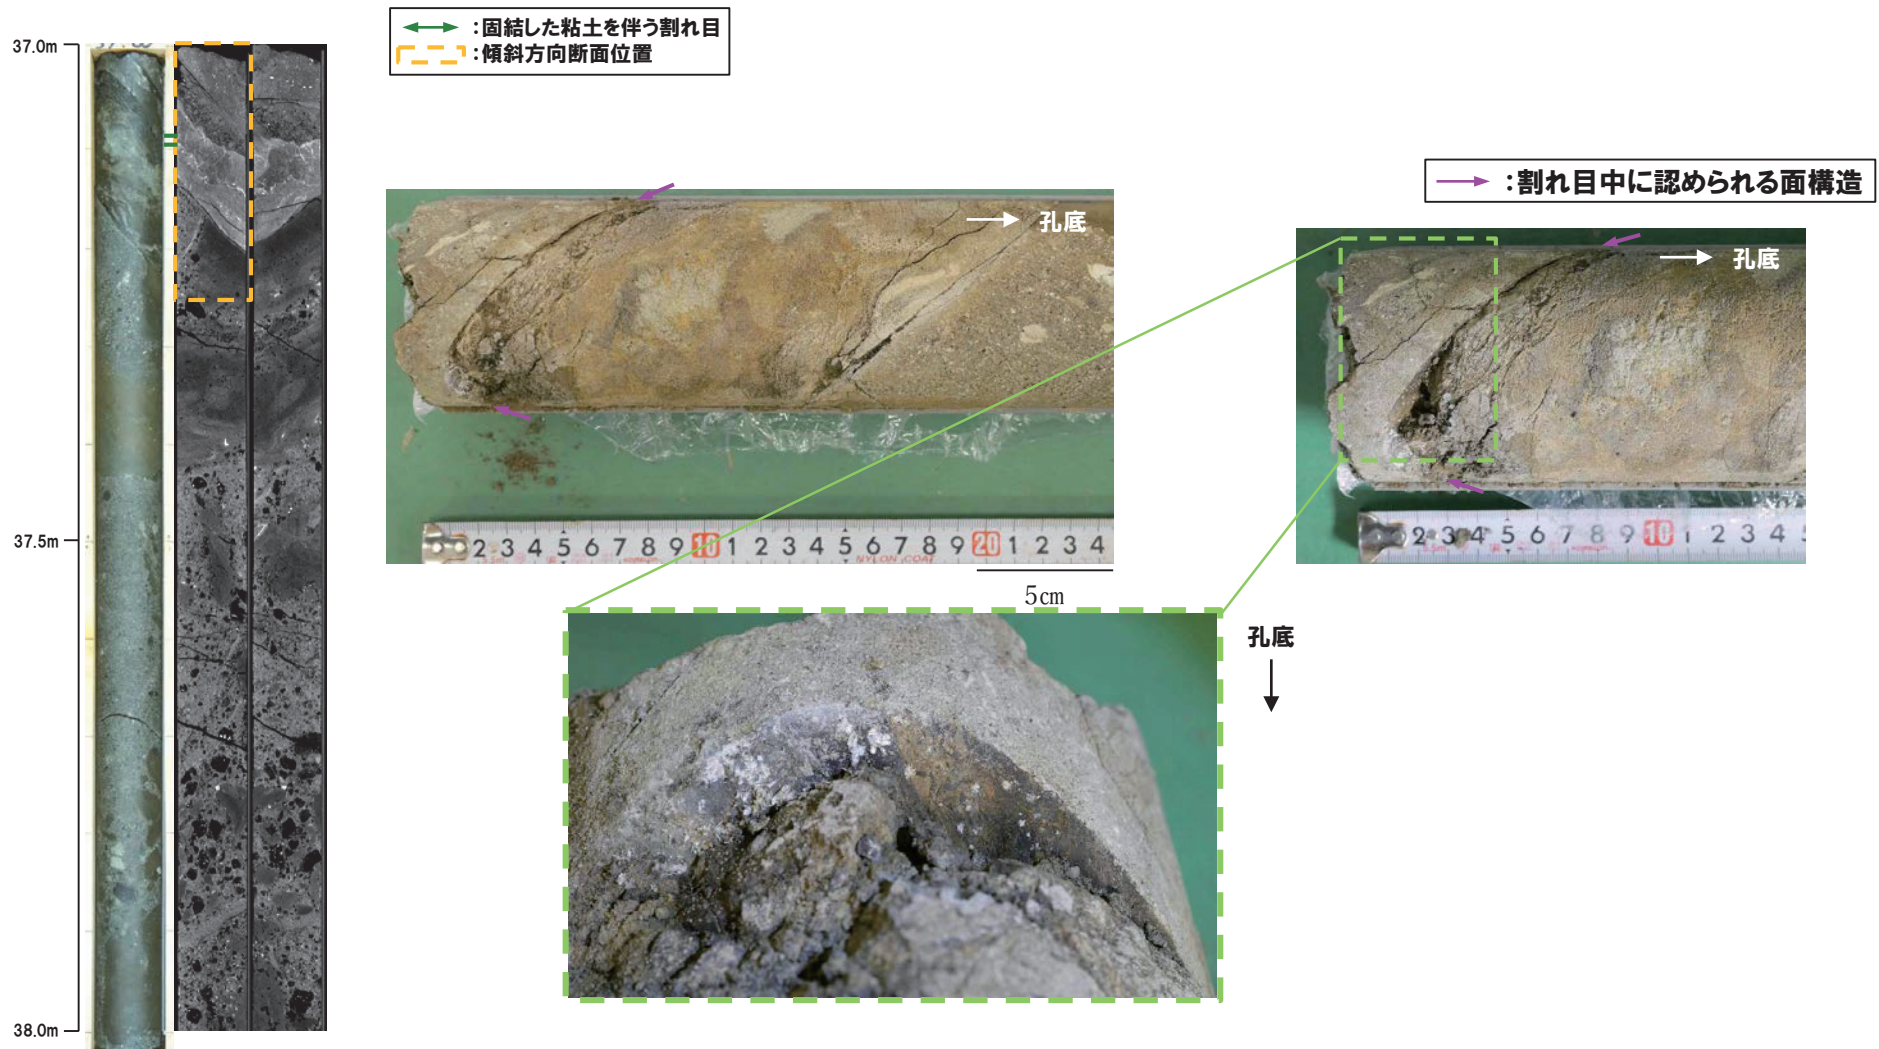 37.0m
37.5m
38.0m
:固結した粘土を伴う割れ目
:傾斜方向断面位置
:割れ目中に認められる面構造
孔底
孔底
2 3 4 5 6 7 8 9 10 1 2 3 4 5 6 7 8 9 20 1 2 3 4
NYLON COAT
2 3 4 5 6 7 8 9 10 1 2 3 4
5cm
孔底